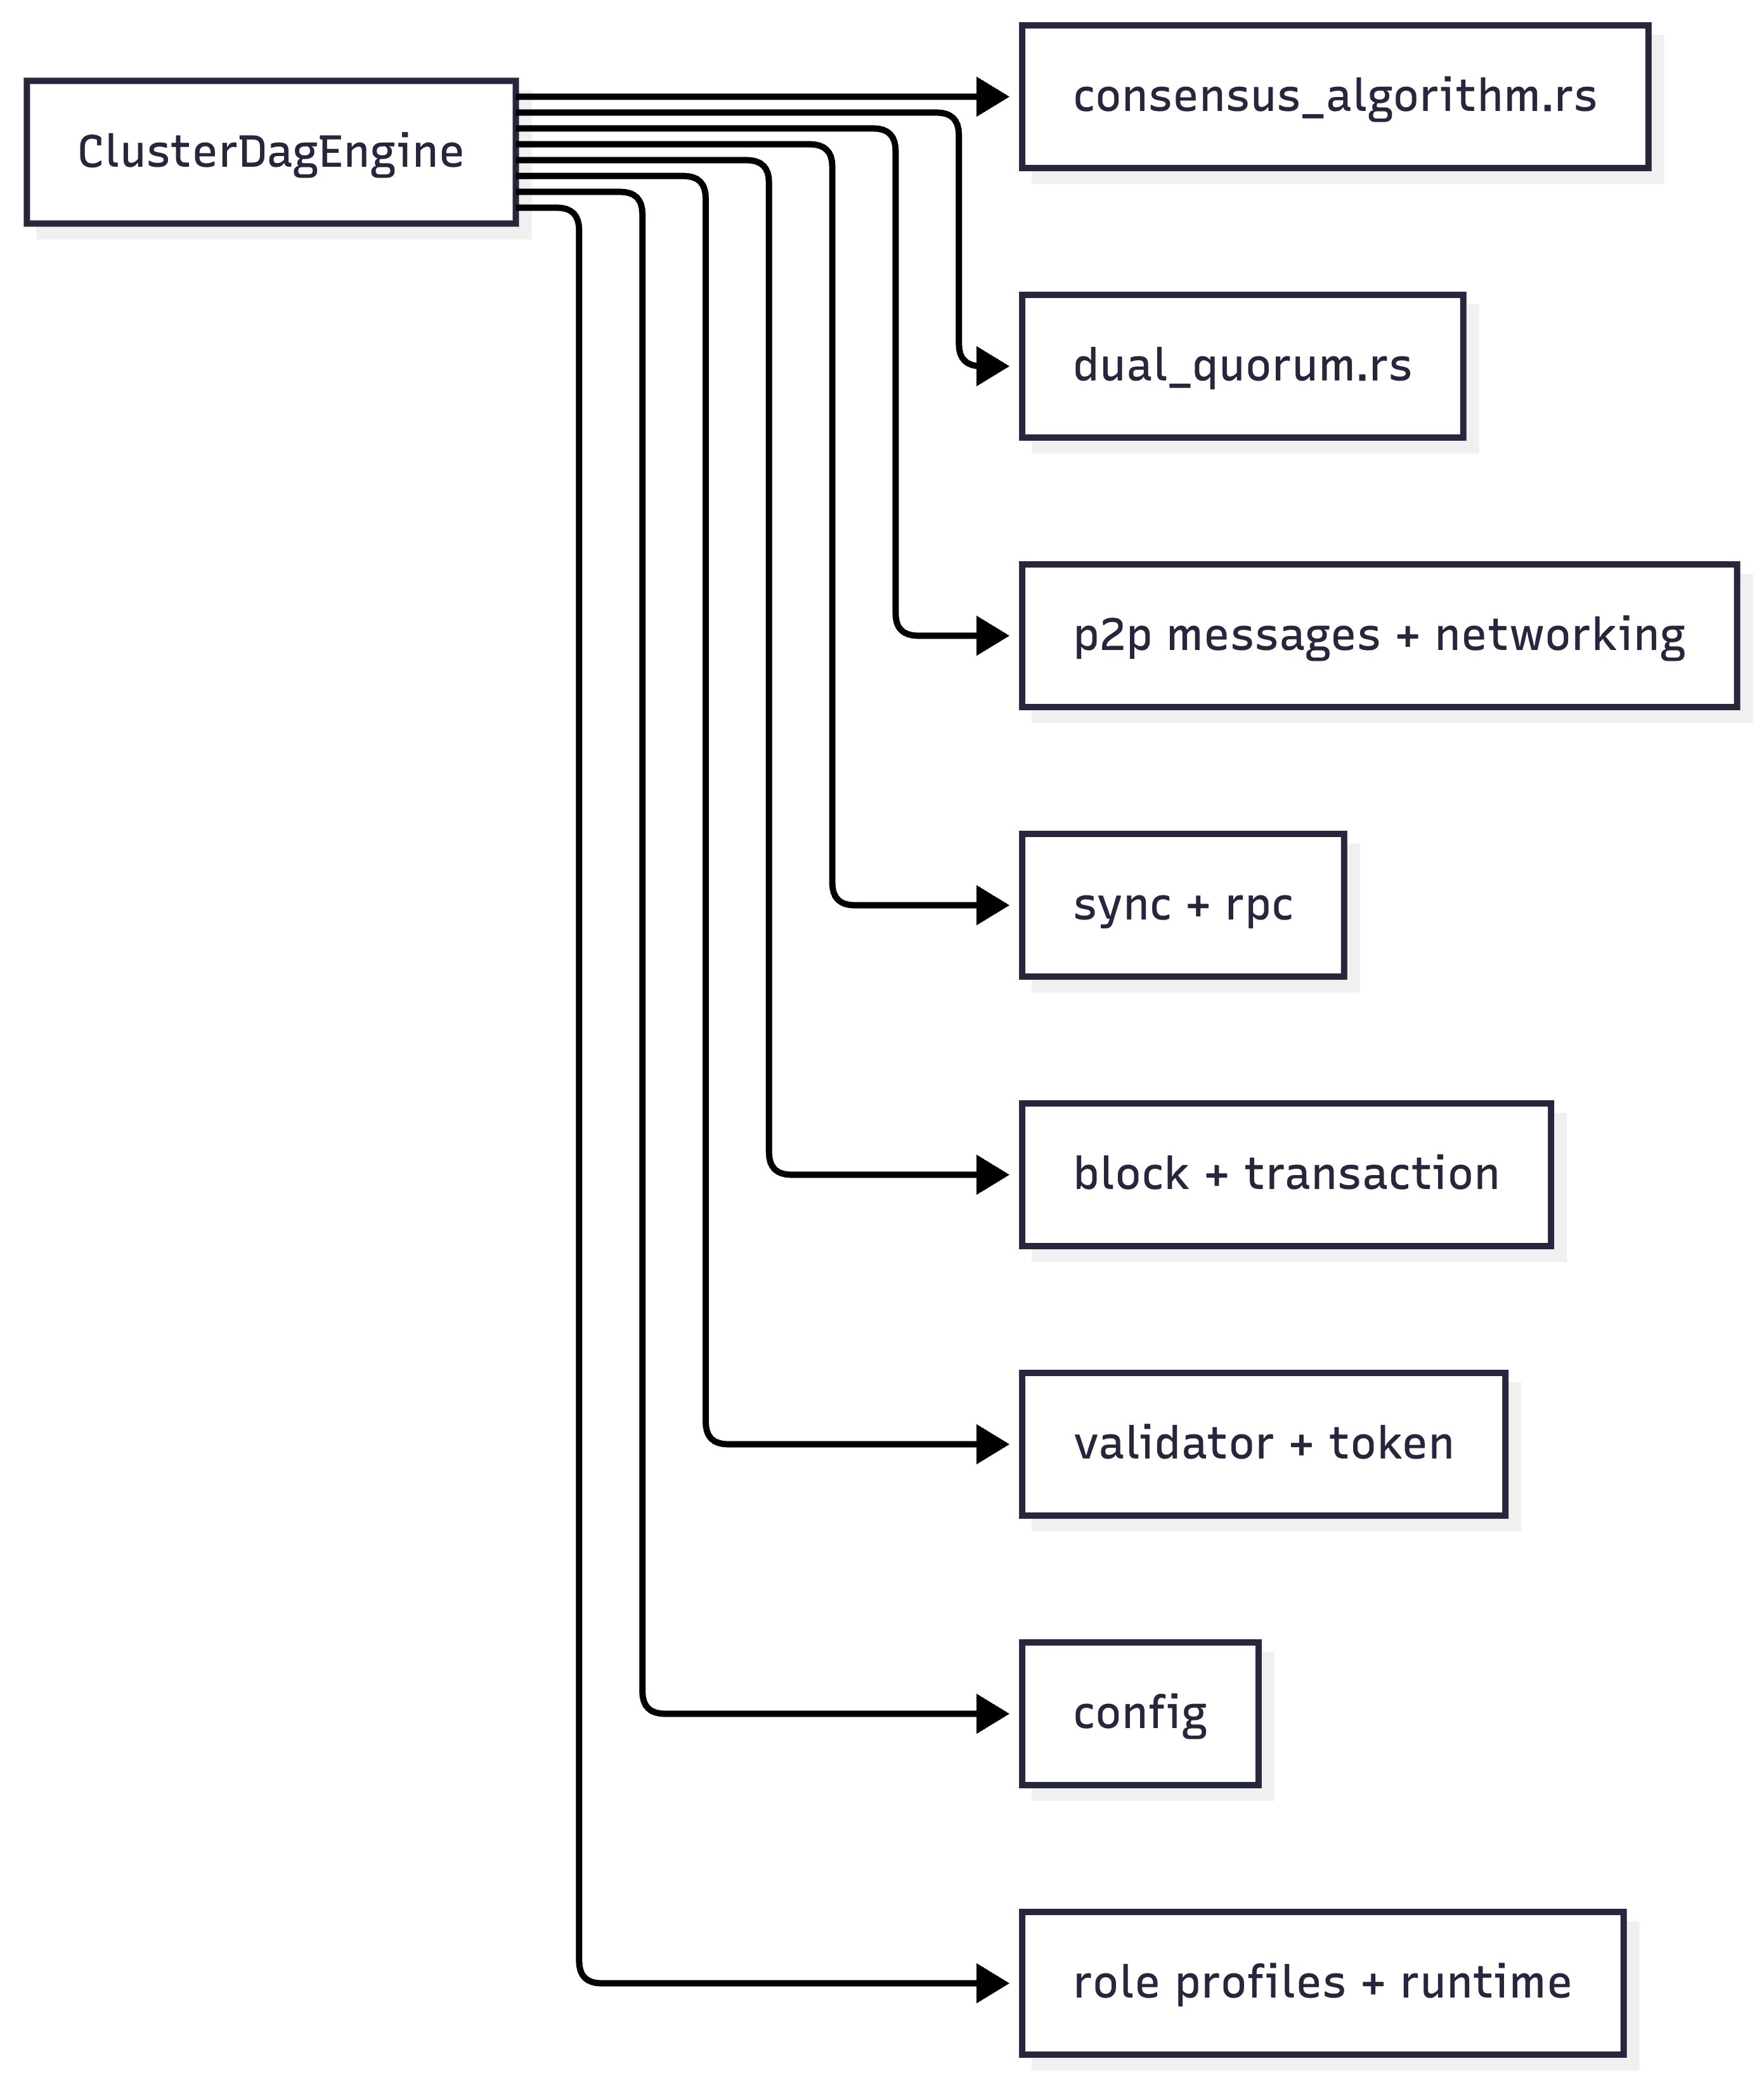 ClusterDagEngine
consensus_algorithm.rs
dual_quorum.rs
p2p messages + networking
sync + rpc
block + transaction
validator + token
config
role profiles + runtime